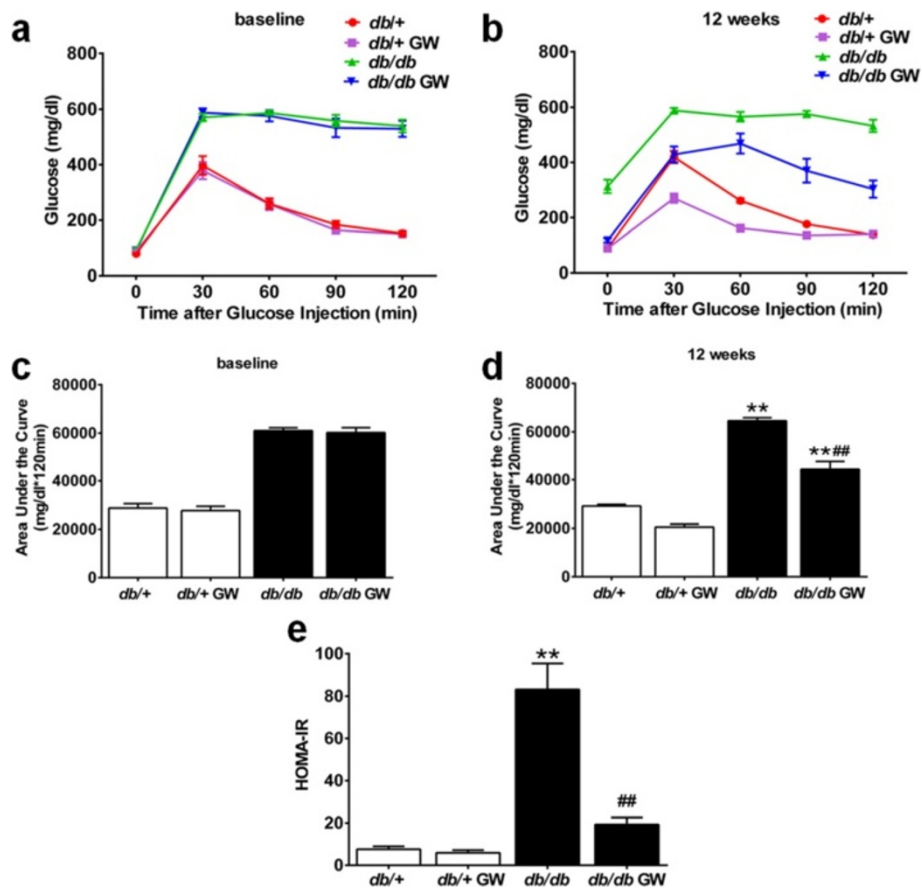 a
baseline
db/+
db/+ GW
db/db
db/db GW
Glucose (mg/dl)
800
600
400
200
0
0 30 60 90 120
Time after Glucose Injection (min)
b
12 weeks
db/+
db/+ GW
db/db
db/db GW
Glucose (mg/dl)
800
600
400
200
0
0 30 60 90 120
Time after Glucose Injection (min)
c
baseline
Area Under the Curve
(mg/dl*120min)
80000
60000
40000
20000
0
db/+ db/+ GW db/db db/db GW
d
12 weeks
Area Under the Curve
(mg/dl*120min)
80000
60000
40000
20000
0
**
**##
db/+ db/+ GW db/db db/db GW
e
HOMA-IR
100
80
60
40
20
0
**
##
db/+ db/+ GW db/db db/db GW